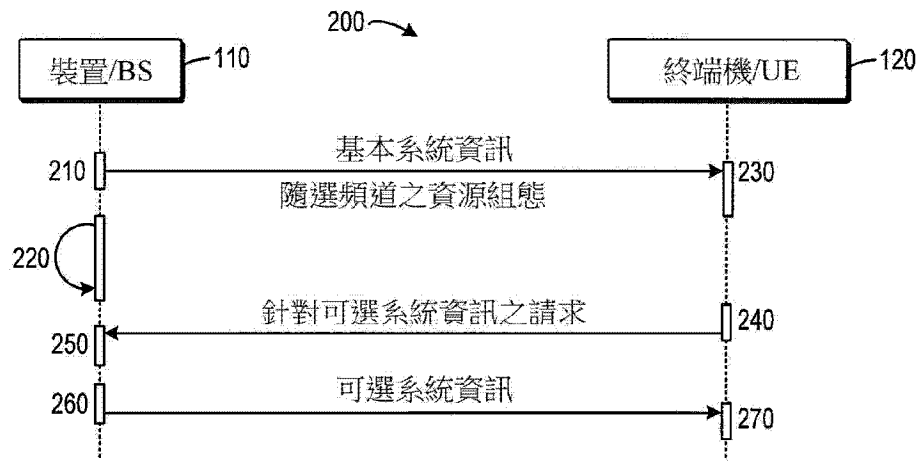 200
裝置/BS
110
終端機/UE
120
基本系統資訊
210
230
隨選頻道之資源組態
220
針對可选系統資訊之請求
240
250
可選系統資訊
260
270